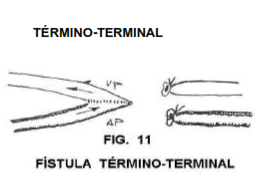 TÉRMINO-TERMINAL
VP
AP
FIG. 11
FÍSTULA TÉRMINO-TERMINAL